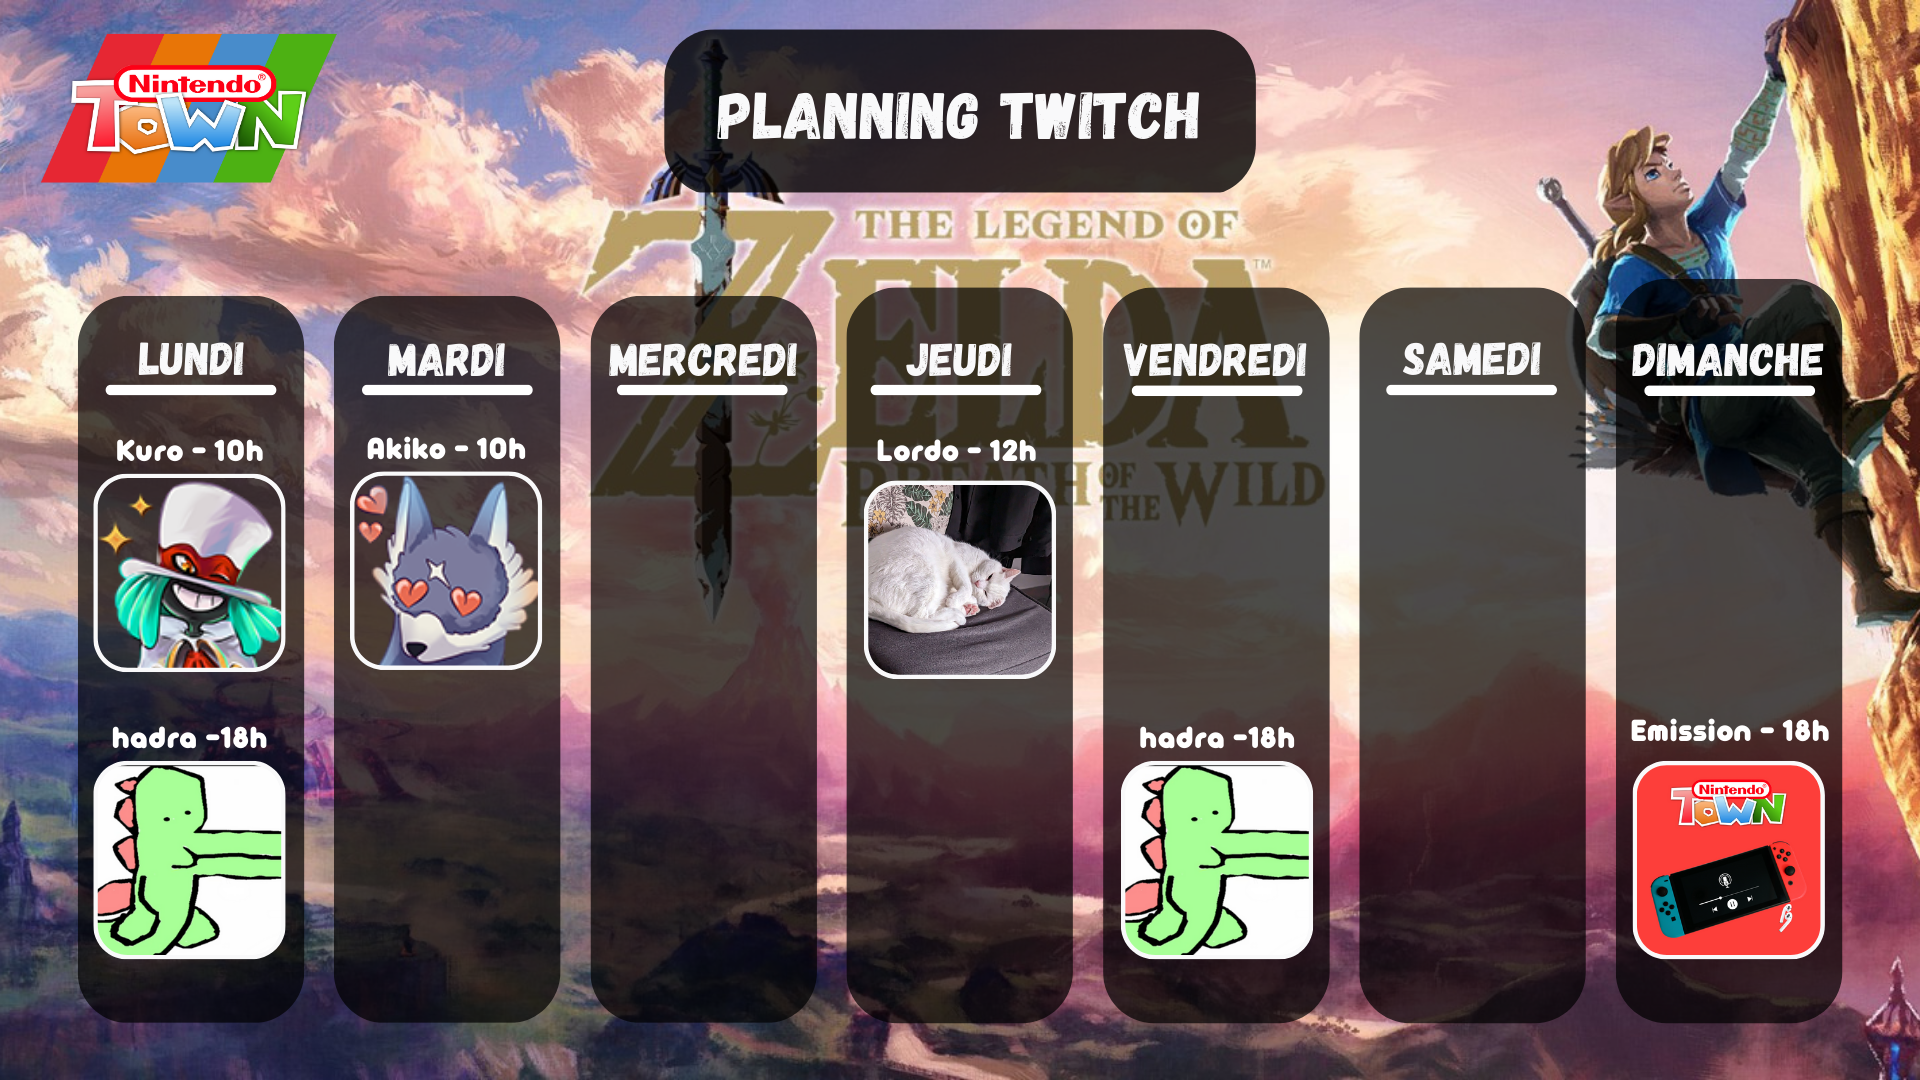 Nintendo®
TOWN
PLANNING TWITCH
THE LEGEND OF
ZELDA™
BREATH OF THE WILD
LUNDI
Kuro - 10h
hadra -18h
MARDI
Akiko - 10h
MERCREDI
JEUDI
Lordo - 12h
VENDREDI
hadra -18h
SAMEDI
DIMANCHE
Emission - 18h
Nintendo®
TOWN